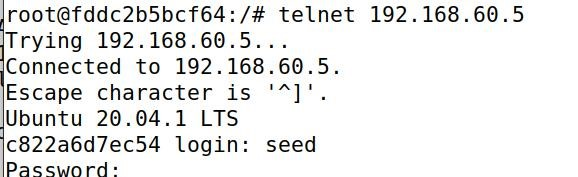 root@fddc2b5bcf64:/# telnet 192.168.60.5
Trying 192.168.60.5...
Connected to 192.168.60.5.
Escape character is '^]'.
Ubuntu 20.04.1 LTS
c822a6d7ec54 login: seed
Password: